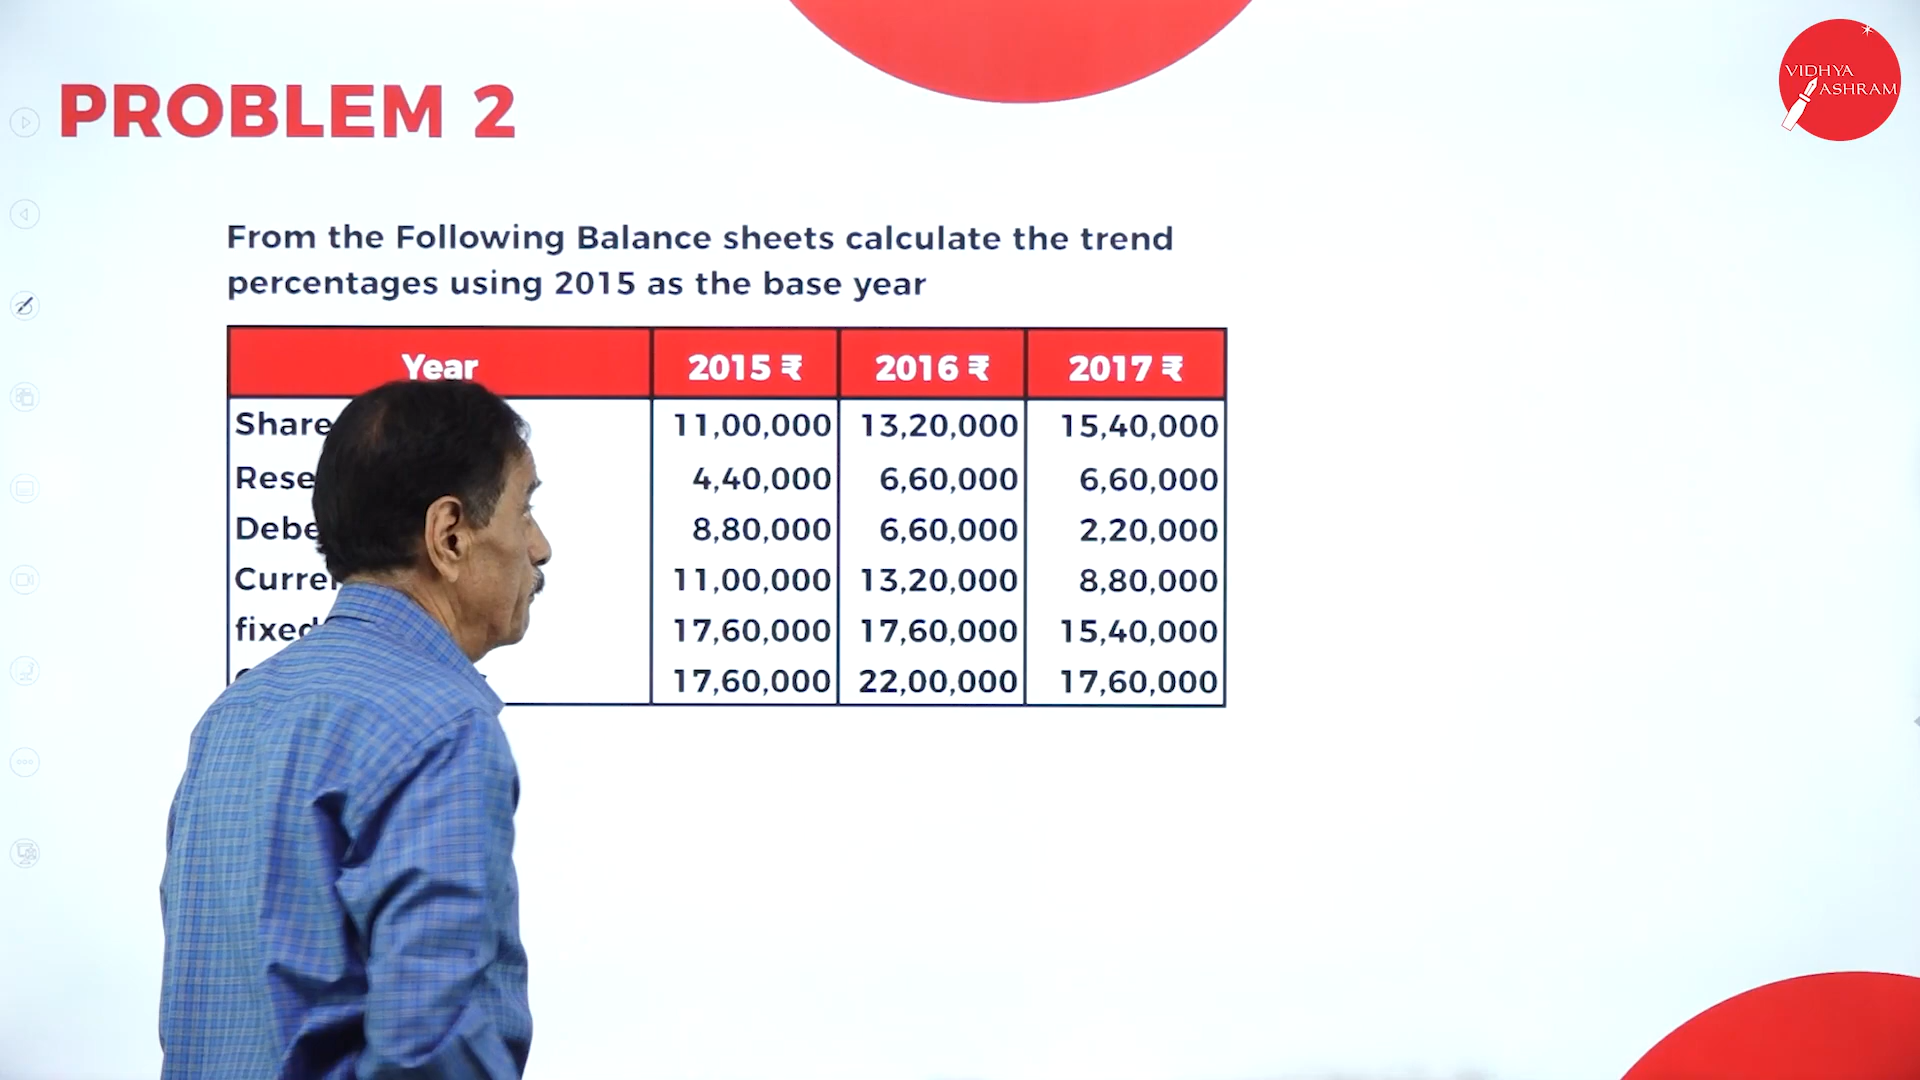 VIDHYA
ASHRAM
PROBLEM 2
From the Following Balance sheets calculate the trend
percentages using 2015 as the base year
Year 2015 ₹ 2016 ₹ 2017 ₹
Share 11,00,000 13,20,000 15,40,000
Rese 4,40,000 6,60,000 6,60,000
Debe 8,80,000 6,60,000 2,20,000
Curre 11,00,000 13,20,000 8,80,000
fixed 17,60,000 17,60,000 15,40,000
17,60,000 22,00,000 17,60,000